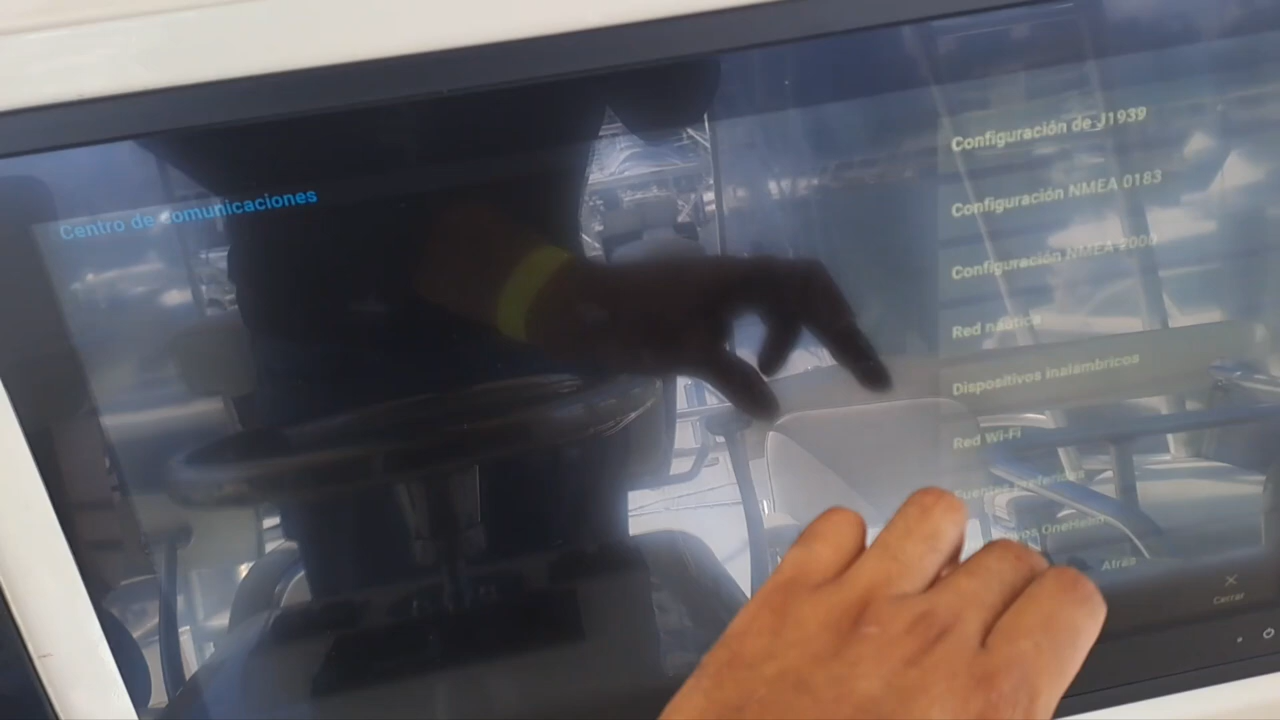 Centro de comunicaciones
Configuración de J1939
Configuración NMEA 0183
Configuración NMEA 2000
Red náutica
Dispositivos inalámbricos
Red Wi-Fi
OneHelm
Atrás
Cerrar